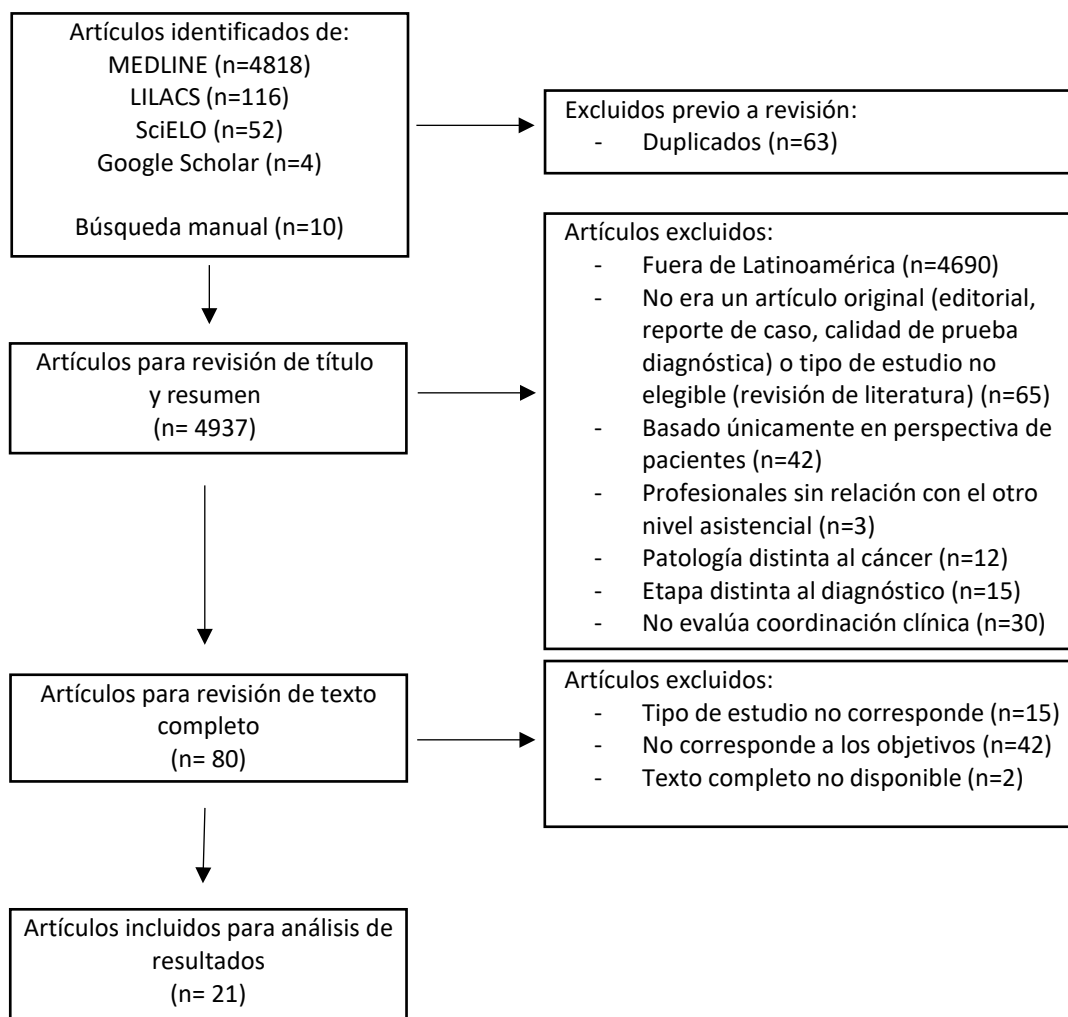 Artículos identificados de:
MEDLINE (n=4818)
LILACS (n=116)
SciELO (n=52)
Google Scholar (n=4)
Búsqueda manual (n=10)
Excluidos previo a revisión:
- Duplicados (n=63)
Artículos para revisión de título
y resumen
(n= 4937)
Artículos excluidos:
- Fuera de Latinoamérica (n=4690)
- No era un artículo original (editorial,
reporte de caso, calidad de prueba
diagnóstica) o tipo de estudio no
elegible (revisión de literatura) (n=65)
- Basado únicamente en perspectiva de
pacientes (n=42)
- Profesionales sin relación con el otro
nivel asistencial (n=3)
- Patología distinta al cáncer (n=12)
- Etapa distinta al diagnóstico (n=15)
- No evalúa coordinación clínica (n=30)
Artículos para revisión de texto
completo
(n= 80)
Artículos excluidos:
- Tipo de estudio no corresponde (n=15)
- No corresponde a los objetivos (n=42)
- Texto completo no disponible (n=2)
Artículos incluidos para análisis de
resultados
(n= 21)